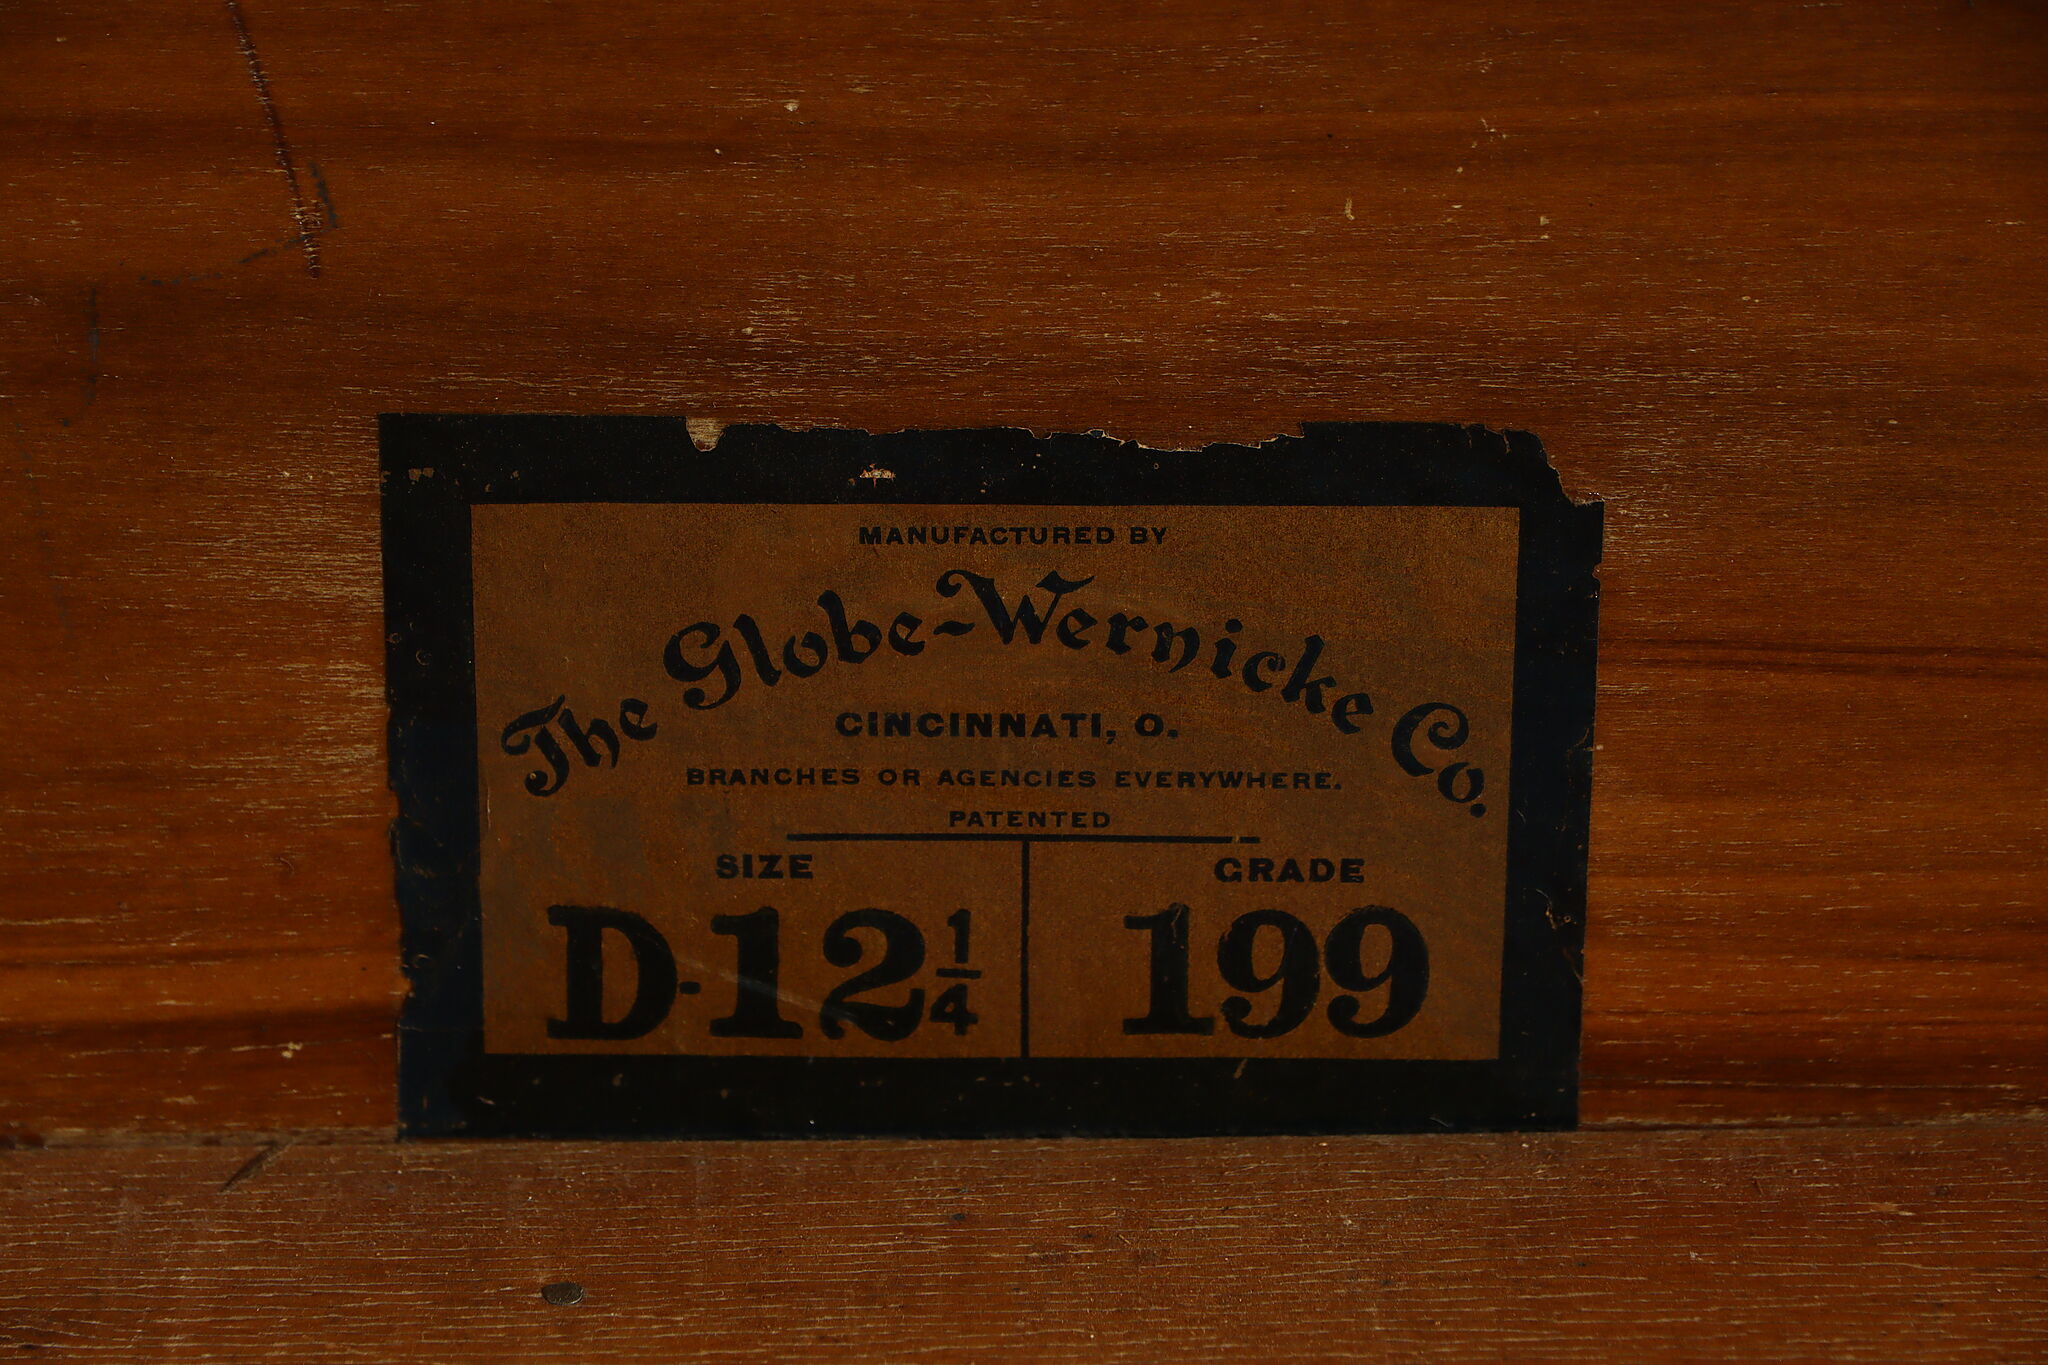 MANUFACTURED BY
The Globe-Wernicke Co.
CINCINNATI, O.
BRANCHES OR AGENCIES EVERYWHERE.
PATENTED
SIZE GRADE
D-12 1/4 199